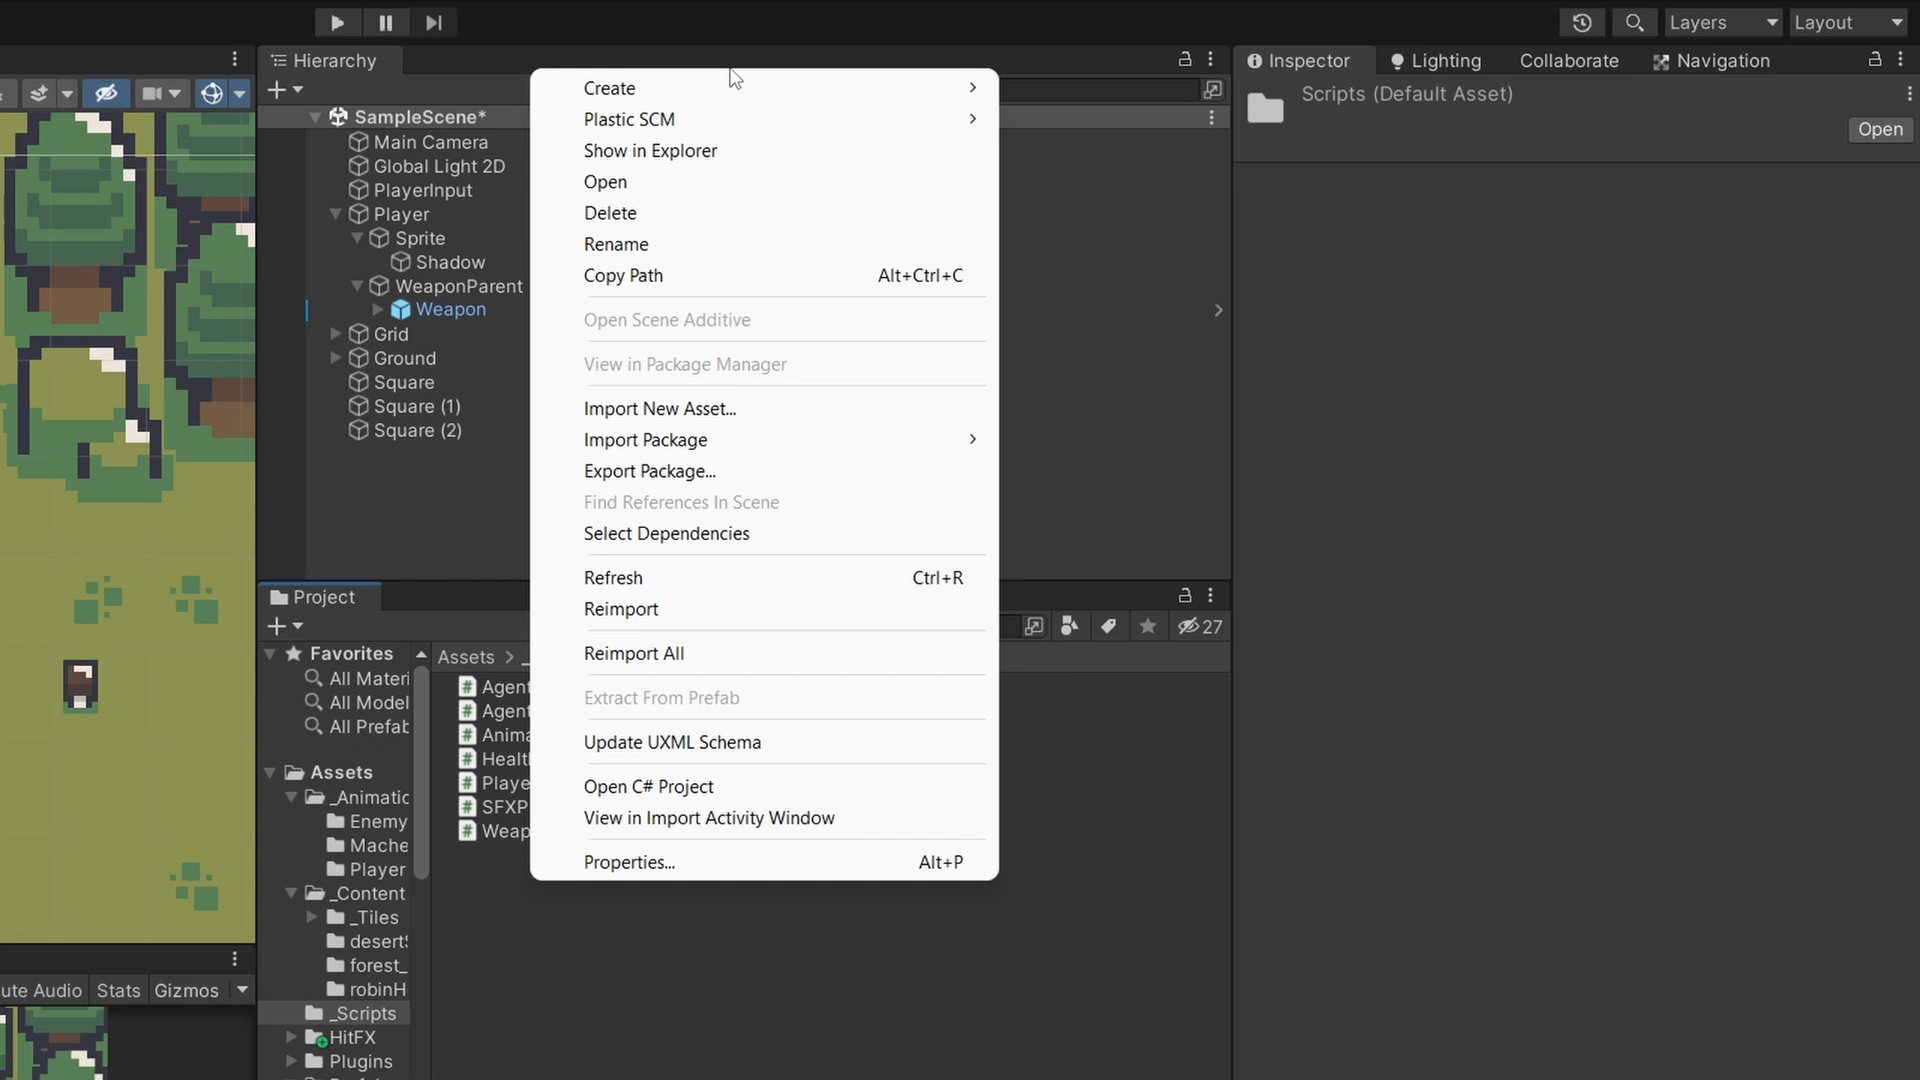 Layers
Layout
Hierarchy
SampleScene*
Main Camera
Global Light 2D
PlayerInput
Player
Sprite
Shadow
WeaponParent
Weapon
Grid
Ground
Square
Square (1)
Square (2)
Create
Plastic SCM
Show in Explorer
Open
Delete
Rename
Copy Path Alt+Ctrl+C
Open Scene Additive
View in Package Manager
Import New Asset...
Import Package
Export Package...
Find References In Scene
Select Dependencies
Refresh Ctrl+R
Reimport
Reimport All
Extract From Prefab
Update UXML Schema
Open C# Project
View in Import Activity Window
Properties... Alt+P
Inspector Lighting Collaborate Navigation
Scripts (Default Asset)
Open
Project
27
Favorites
All Materi
All Model
All Prefab
Assets
_Animatic
Enemy
Mache
Player
_Content
_Tiles
desert
forest_
robinH
_Scripts
HitFX
Plugins
Assets > _
Agent
Agent
Anima
Healt
Playe
SFXP
Weap
ute Audio Stats Gizmos